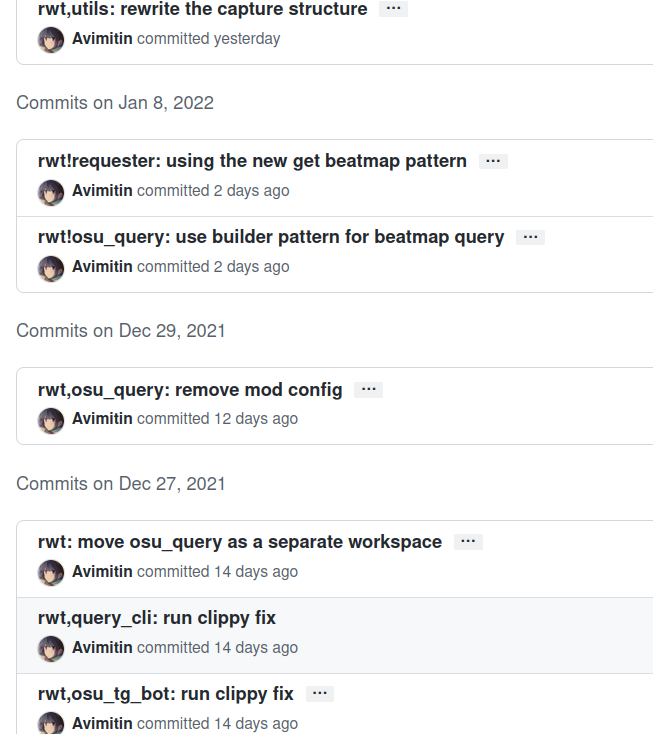 rwt,utils: rewrite the capture structure ...
Avimitin committed yesterday
Commits on Jan 8, 2022
rwt!requester: using the new get beatmap pattern ...
Avimitin committed 2 days ago
rwt!osu_query: use builder pattern for beatmap query ...
Avimitin committed 2 days ago
Commits on Dec 29, 2021
rwt,osu_query: remove mod config ...
Avimitin committed 12 days ago
Commits on Dec 27, 2021
rwt: move osu_query as a separate workspace ...
Avimitin committed 14 days ago
rwt,query_cli: run clippy fix
Avimitin committed 14 days ago
rwt,osu_tg_bot: run clippy fix ...
Avimitin committed 14 days ago